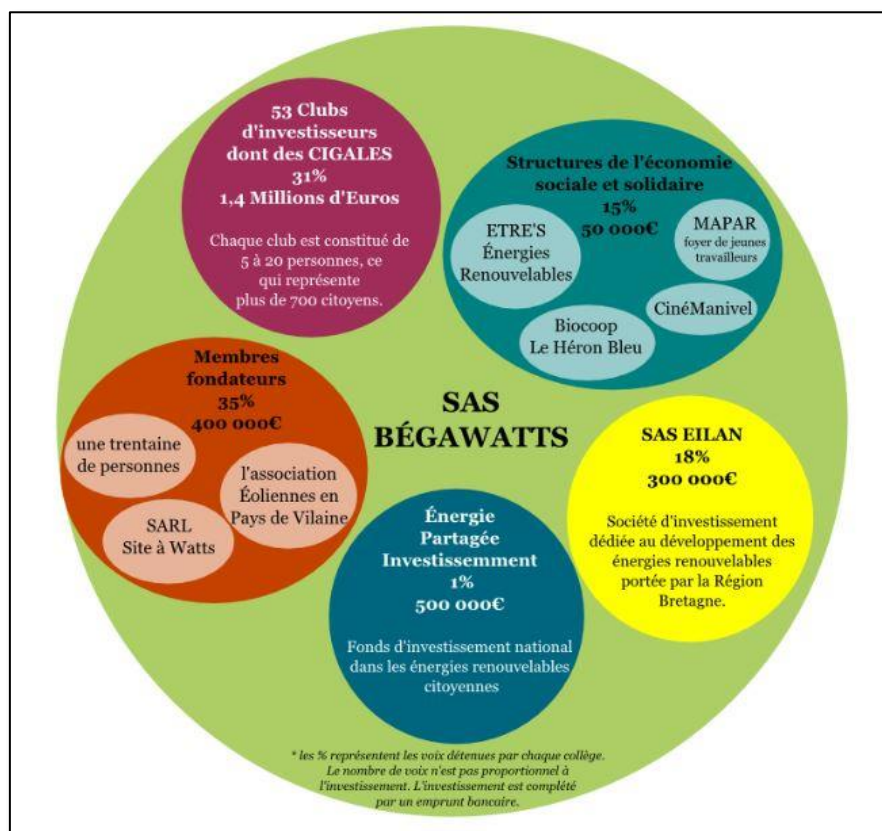 53 Clubs
d'investisseurs
dont des CIGALES
31%
1,4 Millions d'Euros
Chaque club est constitué de
5 à 20 personnes, ce
qui représente
plus de 700 citoyens.
Structures de l'économie
sociale et solidaire
15%
50 000€
ETRE'S
Énergies
Renouvelables
MAPAR
foyer de jeunes
travailleurs
CinéManivel
Biocoop
Le Héron Bleu
Membres
fondateurs
35%
400 000€
une trentaine
de personnes
l'association
Éoliennes en
Pays de Vilaine
SARL
Site à Watts
SAS
BÉGAWATTS
SAS EILAN
18%
300 000€
Société d'investissement
dédiée au développement des
énergies renouvelables
portée par la Région
Bretagne.
Énergie
Partagée
Investissemment
1%
500 000€
Fonds d'investissement national
dans les énergies renouvelables
citoyennes
* les % représentent les voix détenues par chaque collège.
Le nombre de voix n'est pas proportionnel à
l'investissement. L'investissement est complété
par un emprunt bancaire.